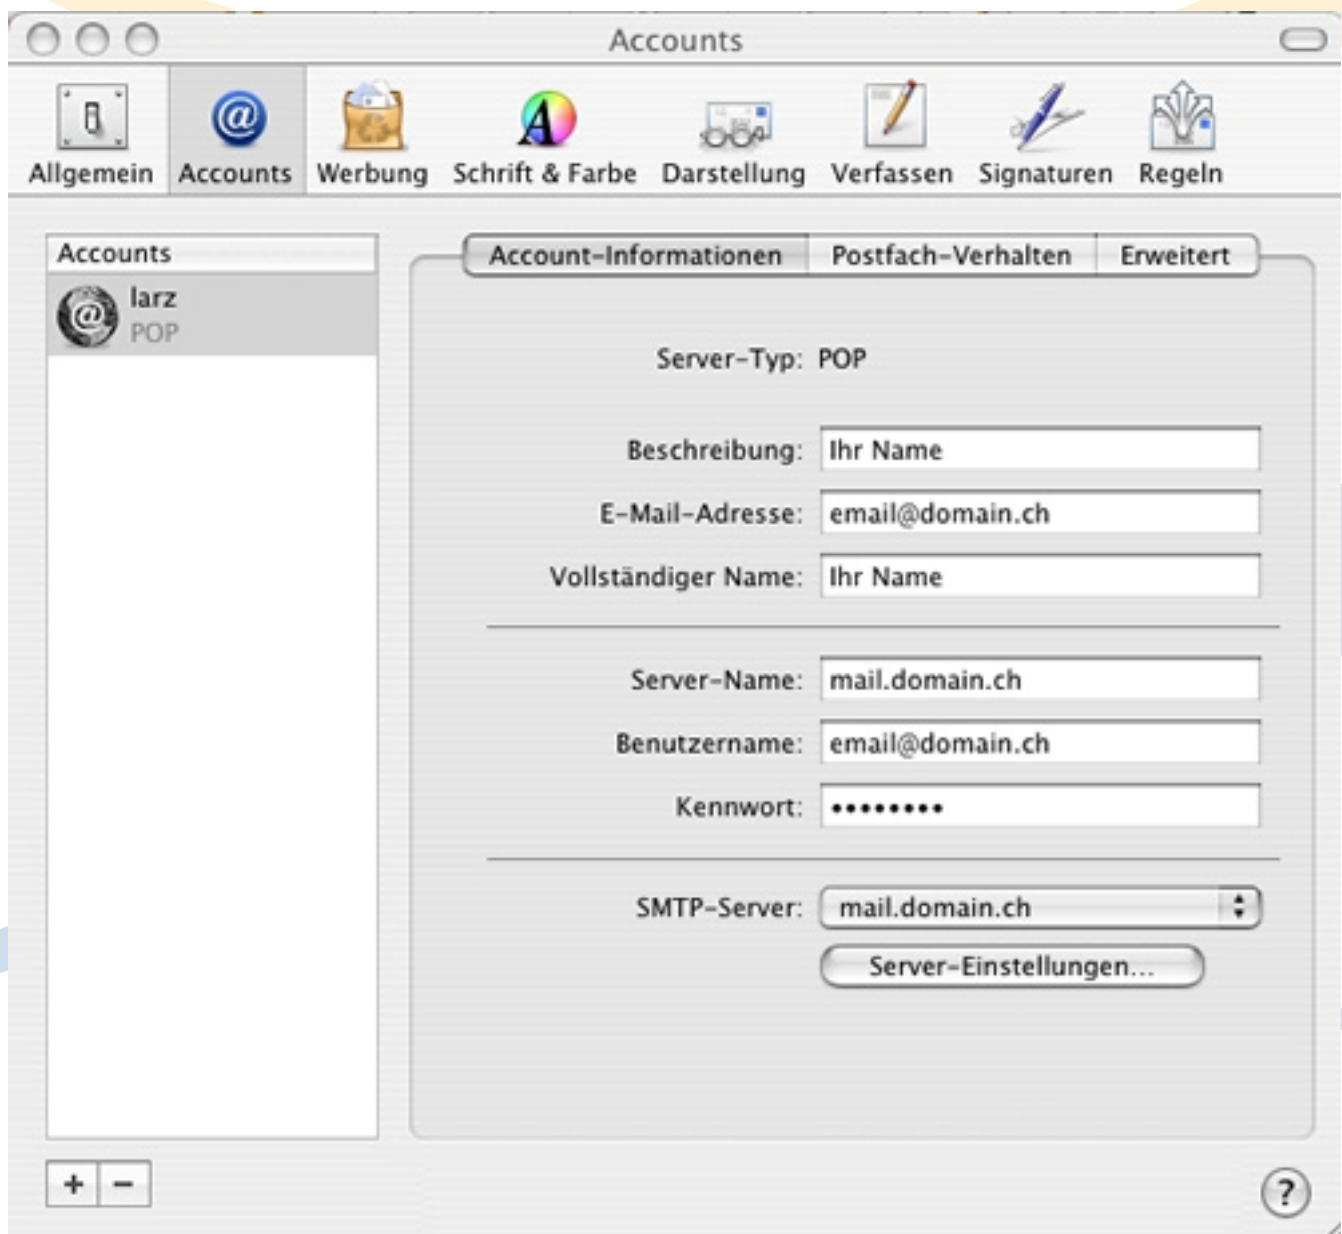 Accounts
Allgemein Accounts Werbung Schrift & Farbe Darstellung Verfassen Signaturen Regeln
Accounts
larz
POP
Account-Informationen Postfach-Verhalten Erweitert
Server-Typ: POP
Beschreibung: Ihr Name
E-Mail-Adresse: email@domain.ch
Vollständiger Name: Ihr Name
Server-Name: mail.domain.ch
Benutzername: email@domain.ch
Kennwort: ••••••••
SMTP-Server: mail.domain.ch
Server-Einstellungen...
+ − ?